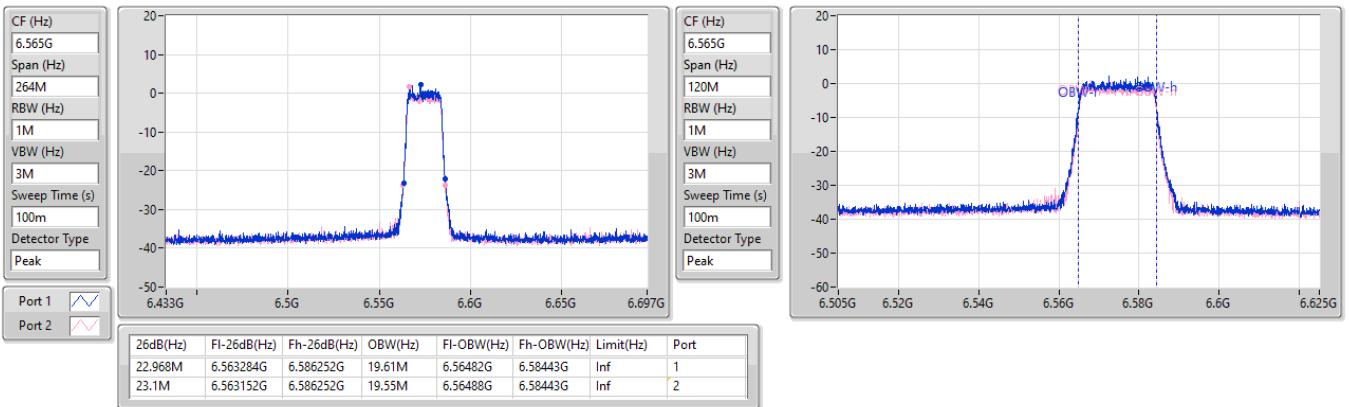 CF (Hz)
6.565G
Span (Hz)
264M
RBW (Hz)
1M
VBW (Hz)
3M
Sweep Time (s)
100m
Detector Type
Peak
Port 1
Port 2
20
10
0
-10
-20
-30
-40
-50
6.433G 6.5G 6.55G 6.6G 6.65G 6.697G
CF (Hz)
6.565G
Span (Hz)
120M
RBW (Hz)
1M
VBW (Hz)
3M
Sweep Time (s)
100m
Detector Type
Peak
20
10
0
-10
-20
-30
-40
-50
-60
6.505G 6.52G 6.54G 6.56G 6.58G 6.6G 6.625G
26dB(Hz) Fl-26dB(Hz) Fh-26dB(Hz) OBW(Hz) Fl-OBW(Hz) Fh-OBW(Hz) Limit(Hz) Port
22.968M 6.563284G 6.586252G 19.61M 6.56482G 6.58443G Inf 1
23.1M 6.563152G 6.586252G 19.55M 6.56488G 6.58443G Inf 2